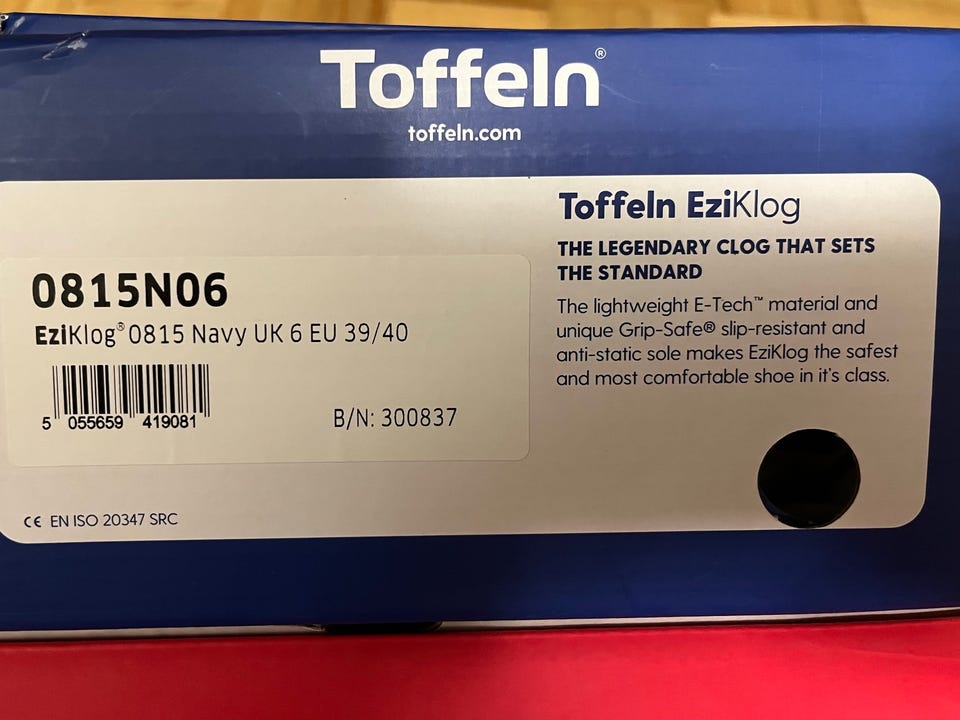 Toffeln®
toffeln.com
0815N06
EziKlog® 0815 Navy UK 6 EU 39/40
5 055659 419081
B/N: 300837
CE EN ISO 20347 SRC
Toffeln EziKlog
THE LEGENDARY CLOG THAT SETS
THE STANDARD
The lightweight E-Tech™ material and
unique Grip-Safe® slip-resistant and
anti-static sole makes EziKlog the safest
and most comfortable shoe in it's class.